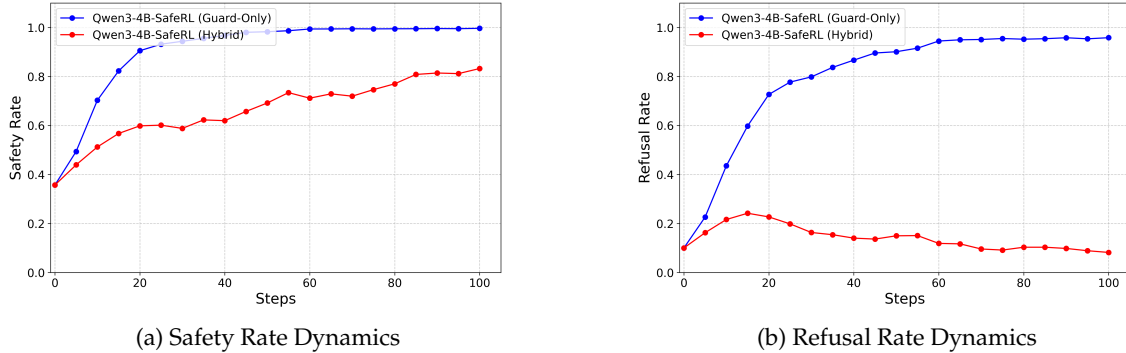 Qwen3-4B-SafeRL (Guard-Only)
Qwen3-4B-SafeRL (Hybrid)
Safety Rate
1.0
0.8
0.6
0.4
0.2
0.0
0 20 40 60 80 100
Steps
(a) Safety Rate Dynamics
Qwen3-4B-SafeRL (Guard-Only)
Qwen3-4B-SafeRL (Hybrid)
Refusal Rate
1.0
0.8
0.6
0.4
0.2
0.0
0 20 40 60 80 100
Steps
(b) Refusal Rate Dynamics